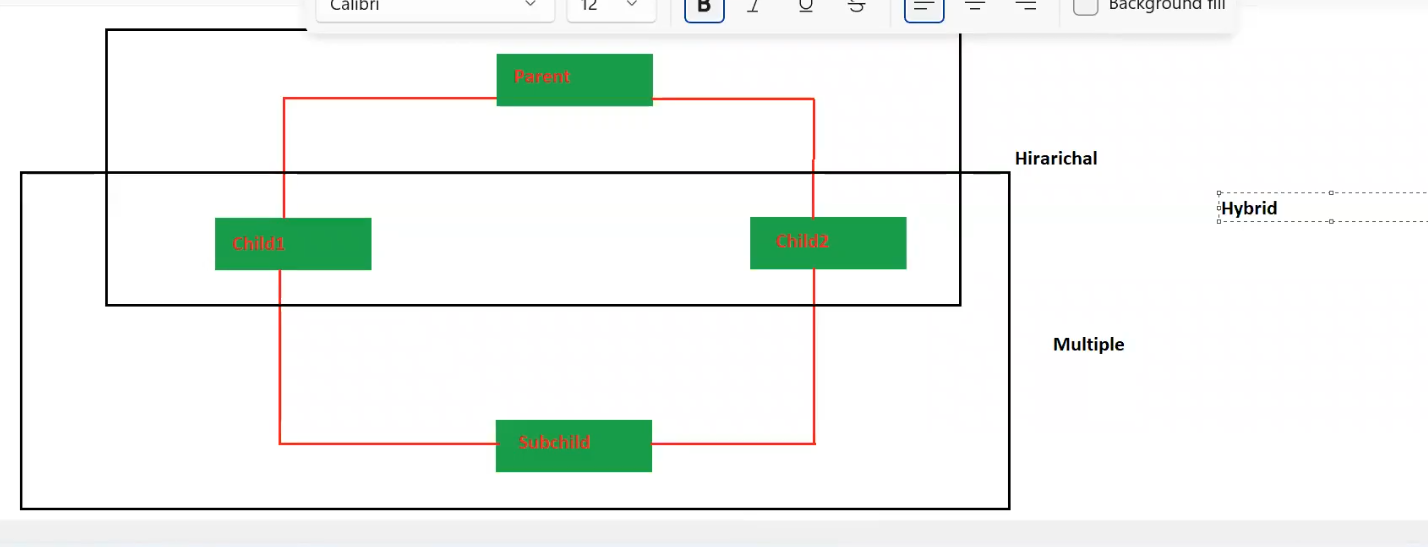 Calibri 12 B I U S Background fill
Parent
Hirarichal
Hybrid
Child1 Child2
Multiple
Subchild